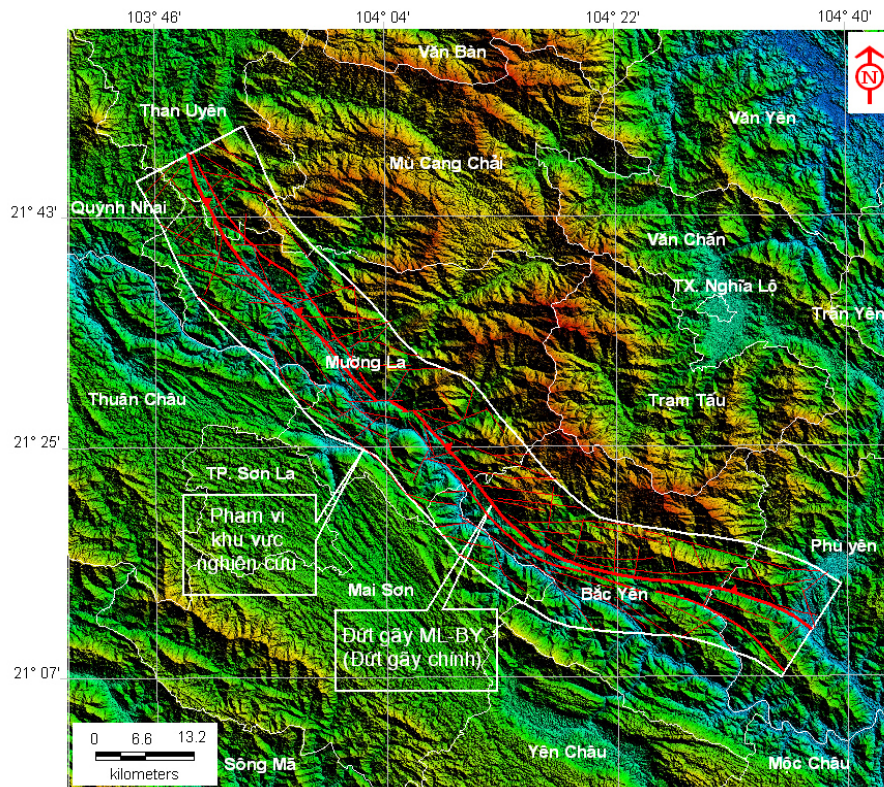 103° 46'
104° 04'
104° 22'
104° 40'
Văn Bàn
N
Than Uyên
Văn Yên
Mù Cang Chải
Quỳnh Nhai
21° 43'
Văn Chấn
TX. Nghĩa Lộ
Trấn Yên
Mường La
Thuận Châu
Trạm Tấu
21° 25'
TP. Sơn La
Phạm vi
khu vực
nghiên cứu
Phù yên
Mai Sơn
Bắc Yên
Đứt gãy ML-BY
(Đứt gãy chính)
21° 07'
0 6.6 13.2
kilometers
Yên Châu
Sông Mã
Mộc Châu